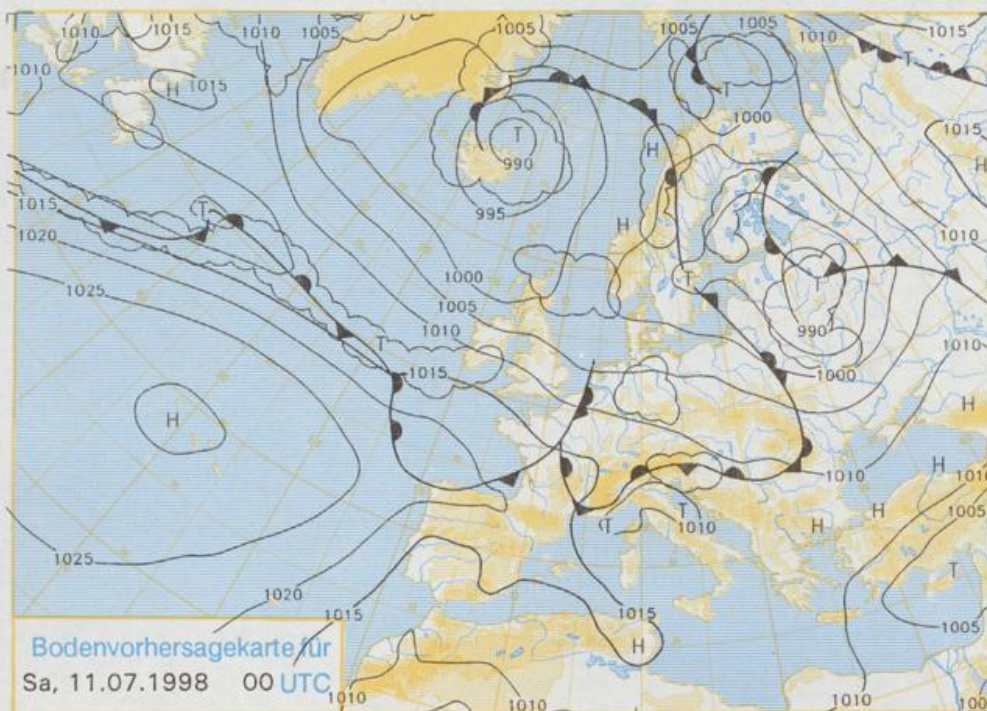 1010 1015 1010 1005 1005 1005 1010 1015
1010 H 1015 T T
1000 1015
T H H
990
1015 T H 995 1010
1020
1000 T T
1025 1005 990 1010
T 1010
1015 1000
H H
1010 H 1010
T T 1010 H H 1005
T
1025
1020 1015 1005
1015 H
Bodenvorhersagekarte für
Sa, 11.07.1998 00 UTC
1010 1010 1010 100